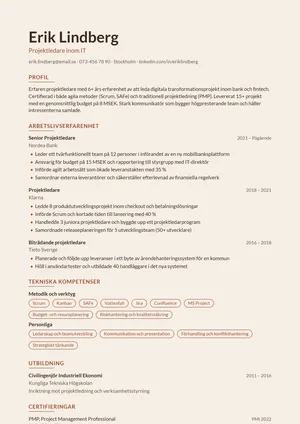 Erik Lindberg
Projektledare inom IT
erik.lindberg@email.se · 073-456 78 90 · Stockholm · linkedin.com/in/eriklindberg
PROFIL
Erfaren projektledare med 6+ års erfarenhet av att leda digitala transformationsprojekt inom bank och fintech.
Certifierad i både agila metoder (Scrum, SAFe) och traditionell projektledning (PMP). Levererat 15+ projekt
med en genomsnittlig budget på 8 MSEK. Stark kommunikatör som bygger högpresterande team och håller
intressenterna samlade.
ARBETSLIVSERFARENHET
Senior Projektledare 2021 – Pågående
Nordea Bank
• Leder ett tvärfunktionellt team på 12 personer i införandet av en ny mobilbanksplattform
• Ansvarig för budget på 15 MSEK och rapportering till styrgrupp med IT-direktör
• Införde agilt arbetssätt som ökade leveranstakten med 35 %
• Samordnar externa leverantörer och säkerställer efterlevnad av finansiella regelverk
Projektledare 2018 – 2021
Klarna
• Ledde 8 produktutvecklingsprojekt inom checkout och betalningslösningar
• Införde Scrum och kortade tiden till lansering med 40 %
• Handledde 3 juniora projektledare och byggde upp ett projektledarprogram
• Samordnade releaseplaneringen för 5 utvecklingsteam (50+ utvecklare)
Biträdande projektledare 2016 – 2018
Tieto Sverige
• Planerade och följde upp leveranser i ett byte av ärendehanteringssystem för en kommun
• Höll i användartester och utbildade 40 handläggare i det nya systemet
TEKNISKA KOMPETENSER
Metodik och verktyg
Scrum Kanban SAFe Vattenfall Jira Confluence MS Project
Budget- och resursplanering Riskhantering och kvalitetssäkring
Personliga
Ledarskap och teamutveckling Kommunikation och presentation Förhandling och konflikthantering
Strategiskt tänkande
UTBILDNING
Civilingenjör Industriell Ekonomi 2011 – 2016
Kungliga Tekniska Högskolan
Inriktning mot projektledning och verksamhetsstyrning
CERTIFIERINGAR
PMP, Project Management Professional PMI 2022